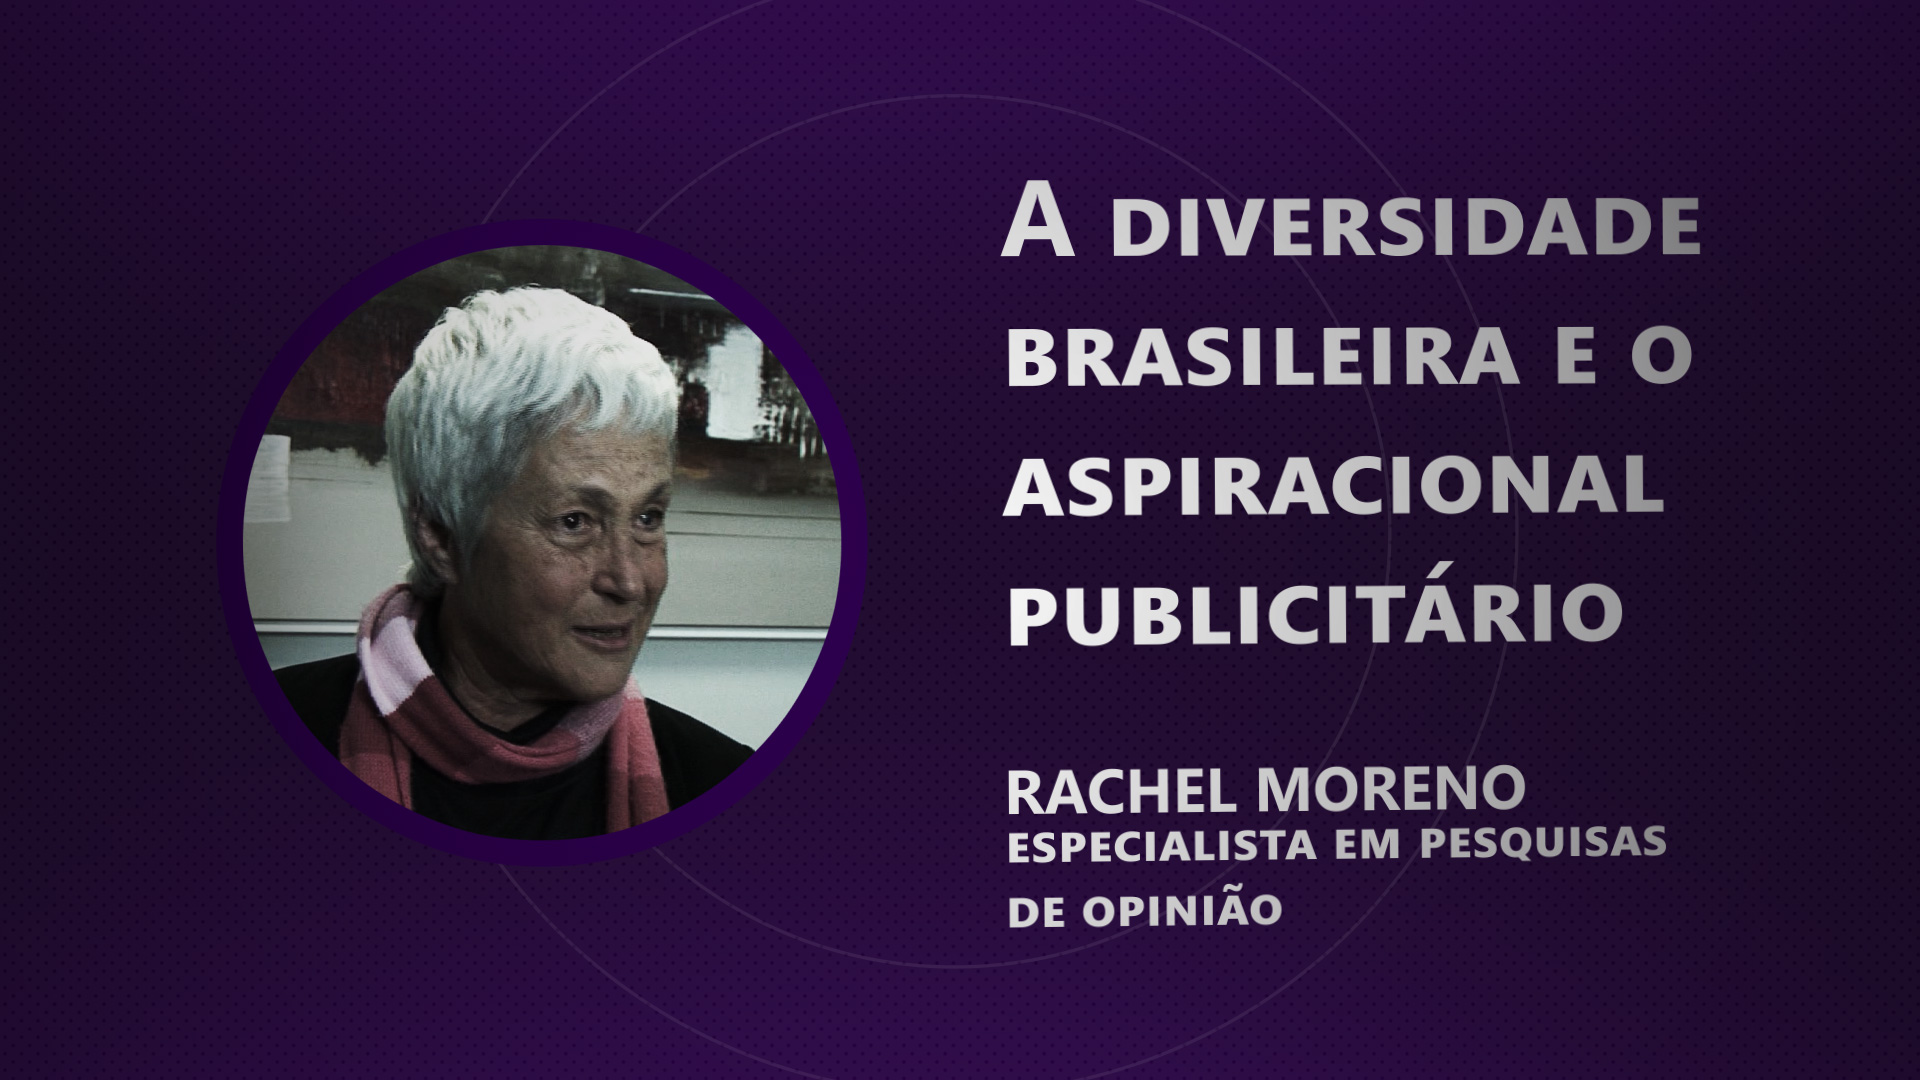 A DIVERSIDADE
BRASILEIRA E O
ASPIRACIONAL
PUBLICITÁRIO
RACHEL MORENO
ESPECIALISTA EM PESQUISAS
DE OPINIÃO